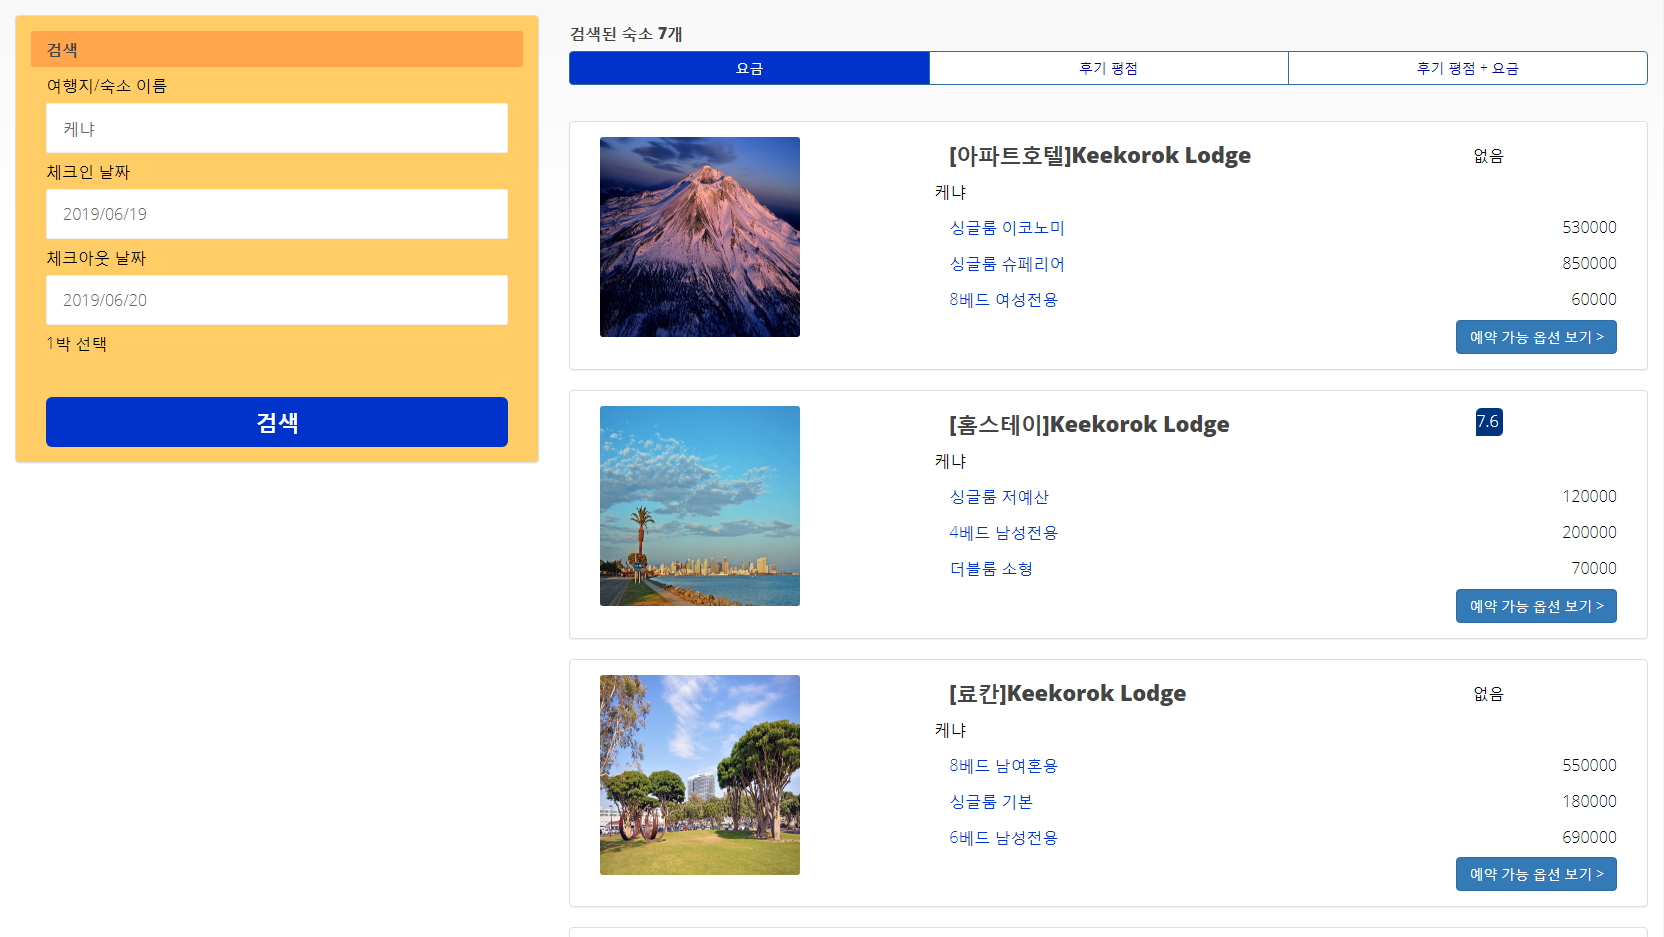 검색
여행지/숙소 이름
케냐
체크인 날짜
2019/06/19
체크아웃 날짜
2019/06/20
1박 선택
검색
검색된 숙소 7개
요금
후기 평점
후기 평점 + 요금
[아파트호텔]Keekorok Lodge
없음
케냐
싱글룸 이코노미 530000
싱글룸 슈페리어 850000
8베드 여성전용 60000
예약 가능 옵션 보기 >
[홈스테이]Keekorok Lodge
7.6
케냐
싱글룸 저예산 120000
4베드 남성전용 200000
더블룸 소형 70000
예약 가능 옵션 보기 >
[료칸]Keekorok Lodge
없음
케냐
8베드 남여혼용 550000
싱글룸 기본 180000
6베드 남성전용 690000
예약 가능 옵션 보기 >